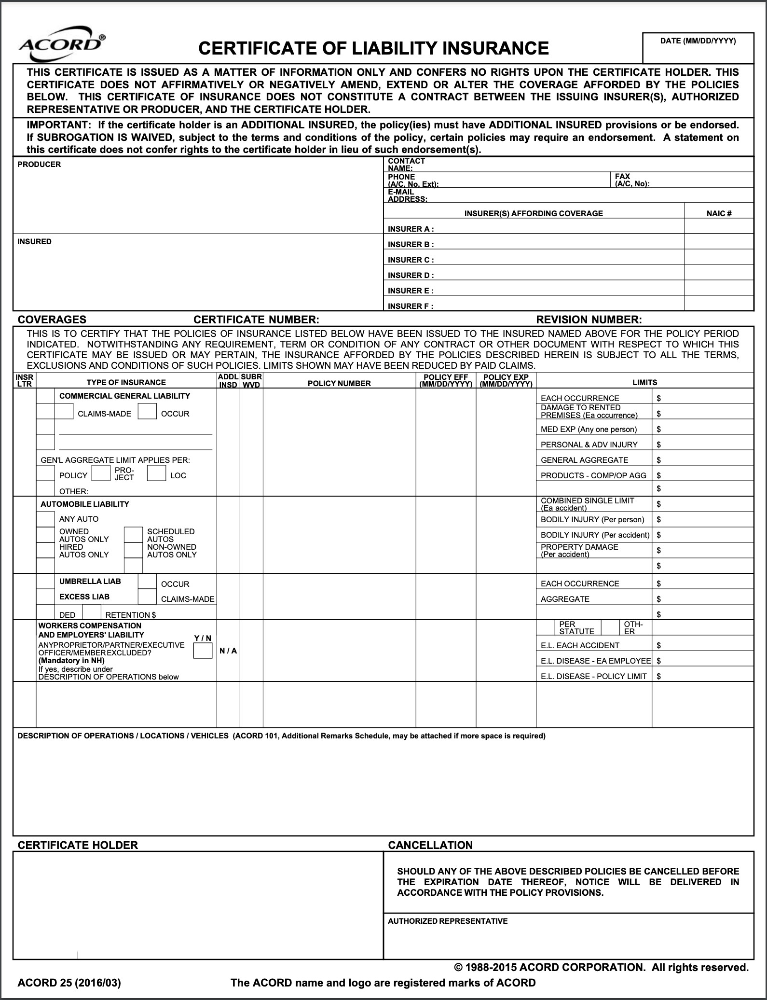 ACORD®
CERTIFICATE OF LIABILITY INSURANCE
DATE (MM/DD/YYYY)
THIS CERTIFICATE IS ISSUED AS A MATTER OF INFORMATION ONLY AND CONFERS NO RIGHTS UPON THE CERTIFICATE HOLDER. THIS
CERTIFICATE DOES NOT AFFIRMATIVELY OR NEGATIVELY AMEND, EXTEND OR ALTER THE COVERAGE AFFORDED BY THE POLICIES
BELOW. THIS CERTIFICATE OF INSURANCE DOES NOT CONSTITUTE A CONTRACT BETWEEN THE ISSUING INSURER(S), AUTHORIZED
REPRESENTATIVE OR PRODUCER, AND THE CERTIFICATE HOLDER.
IMPORTANT: If the certificate holder is an ADDITIONAL INSURED, the policy(ies) must have ADDITIONAL INSURED provisions or be endorsed.
If SUBROGATION IS WAIVED, subject to the terms and conditions of the policy, certain policies may require an endorsement. A statement on
this certificate does not confer rights to the certificate holder in lieu of such endorsement(s).
PRODUCER
CONTACT
NAME:
PHONE
(A/C, No, Ext):
FAX
(A/C, No):
E-MAIL
ADDRESS:
INSURER(S) AFFORDING COVERAGE
NAIC #
INSURER A :
INSURED
INSURER B :
INSURER C :
INSURER D :
INSURER E :
INSURER F :
COVERAGES CERTIFICATE NUMBER: REVISION NUMBER:
THIS IS TO CERTIFY THAT THE POLICIES OF INSURANCE LISTED BELOW HAVE BEEN ISSUED TO THE INSURED NAMED ABOVE FOR THE POLICY PERIOD
INDICATED. NOTWITHSTANDING ANY REQUIREMENT, TERM OR CONDITION OF ANY CONTRACT OR OTHER DOCUMENT WITH RESPECT TO WHICH THIS
CERTIFICATE MAY BE ISSUED OR MAY PERTAIN, THE INSURANCE AFFORDED BY THE POLICIES DESCRIBED HEREIN IS SUBJECT TO ALL THE TERMS,
EXCLUSIONS AND CONDITIONS OF SUCH POLICIES. LIMITS SHOWN MAY HAVE BEEN REDUCED BY PAID CLAIMS.
INSR
LTR
TYPE OF INSURANCE
ADDL
INSD
SUBR
WVD
POLICY NUMBER
POLICY EFF
(MM/DD/YYYY)
POLICY EXP
(MM/DD/YYYY)
LIMITS
COMMERCIAL GENERAL LIABILITY
CLAIMS-MADE OCCUR
GEN'L AGGREGATE LIMIT APPLIES PER:
POLICY
PRO-
JECT
LOC
OTHER:
EACH OCCURRENCE $
DAMAGE TO RENTED
PREMISES (Ea occurrence) $
MED EXP (Any one person) $
PERSONAL & ADV INJURY $
GENERAL AGGREGATE $
PRODUCTS - COMP/OP AGG $
$
AUTOMOBILE LIABILITY
ANY AUTO
OWNED
AUTOS ONLY
SCHEDULED
AUTOS
HIRED
AUTOS ONLY
NON-OWNED
AUTOS ONLY
COMBINED SINGLE LIMIT
(Ea accident) $
BODILY INJURY (Per person) $
BODILY INJURY (Per accident) $
PROPERTY DAMAGE
(Per accident) $
$
UMBRELLA LIAB OCCUR
EXCESS LIAB CLAIMS-MADE
DED RETENTION $
EACH OCCURRENCE $
AGGREGATE $
$
WORKERS COMPENSATION
AND EMPLOYERS' LIABILITY
Y / N
ANYPROPRIETOR/PARTNER/EXECUTIVE
OFFICER/MEMBER EXCLUDED?
(Mandatory in NH)
If yes, describe under
DESCRIPTION OF OPERATIONS below
N / A
PER
STATUTE
OTH-
ER
E.L. EACH ACCIDENT $
E.L. DISEASE - EA EMPLOYEE $
E.L. DISEASE - POLICY LIMIT $
DESCRIPTION OF OPERATIONS / LOCATIONS / VEHICLES (ACORD 101, Additional Remarks Schedule, may be attached if more space is required)
CERTIFICATE HOLDER
CANCELLATION
SHOULD ANY OF THE ABOVE DESCRIBED POLICIES BE CANCELLED BEFORE
THE EXPIRATION DATE THEREOF, NOTICE WILL BE DELIVERED IN
ACCORDANCE WITH THE POLICY PROVISIONS.
AUTHORIZED REPRESENTATIVE
© 1988-2015 ACORD CORPORATION. All rights reserved.
ACORD 25 (2016/03) The ACORD name and logo are registered marks of ACORD